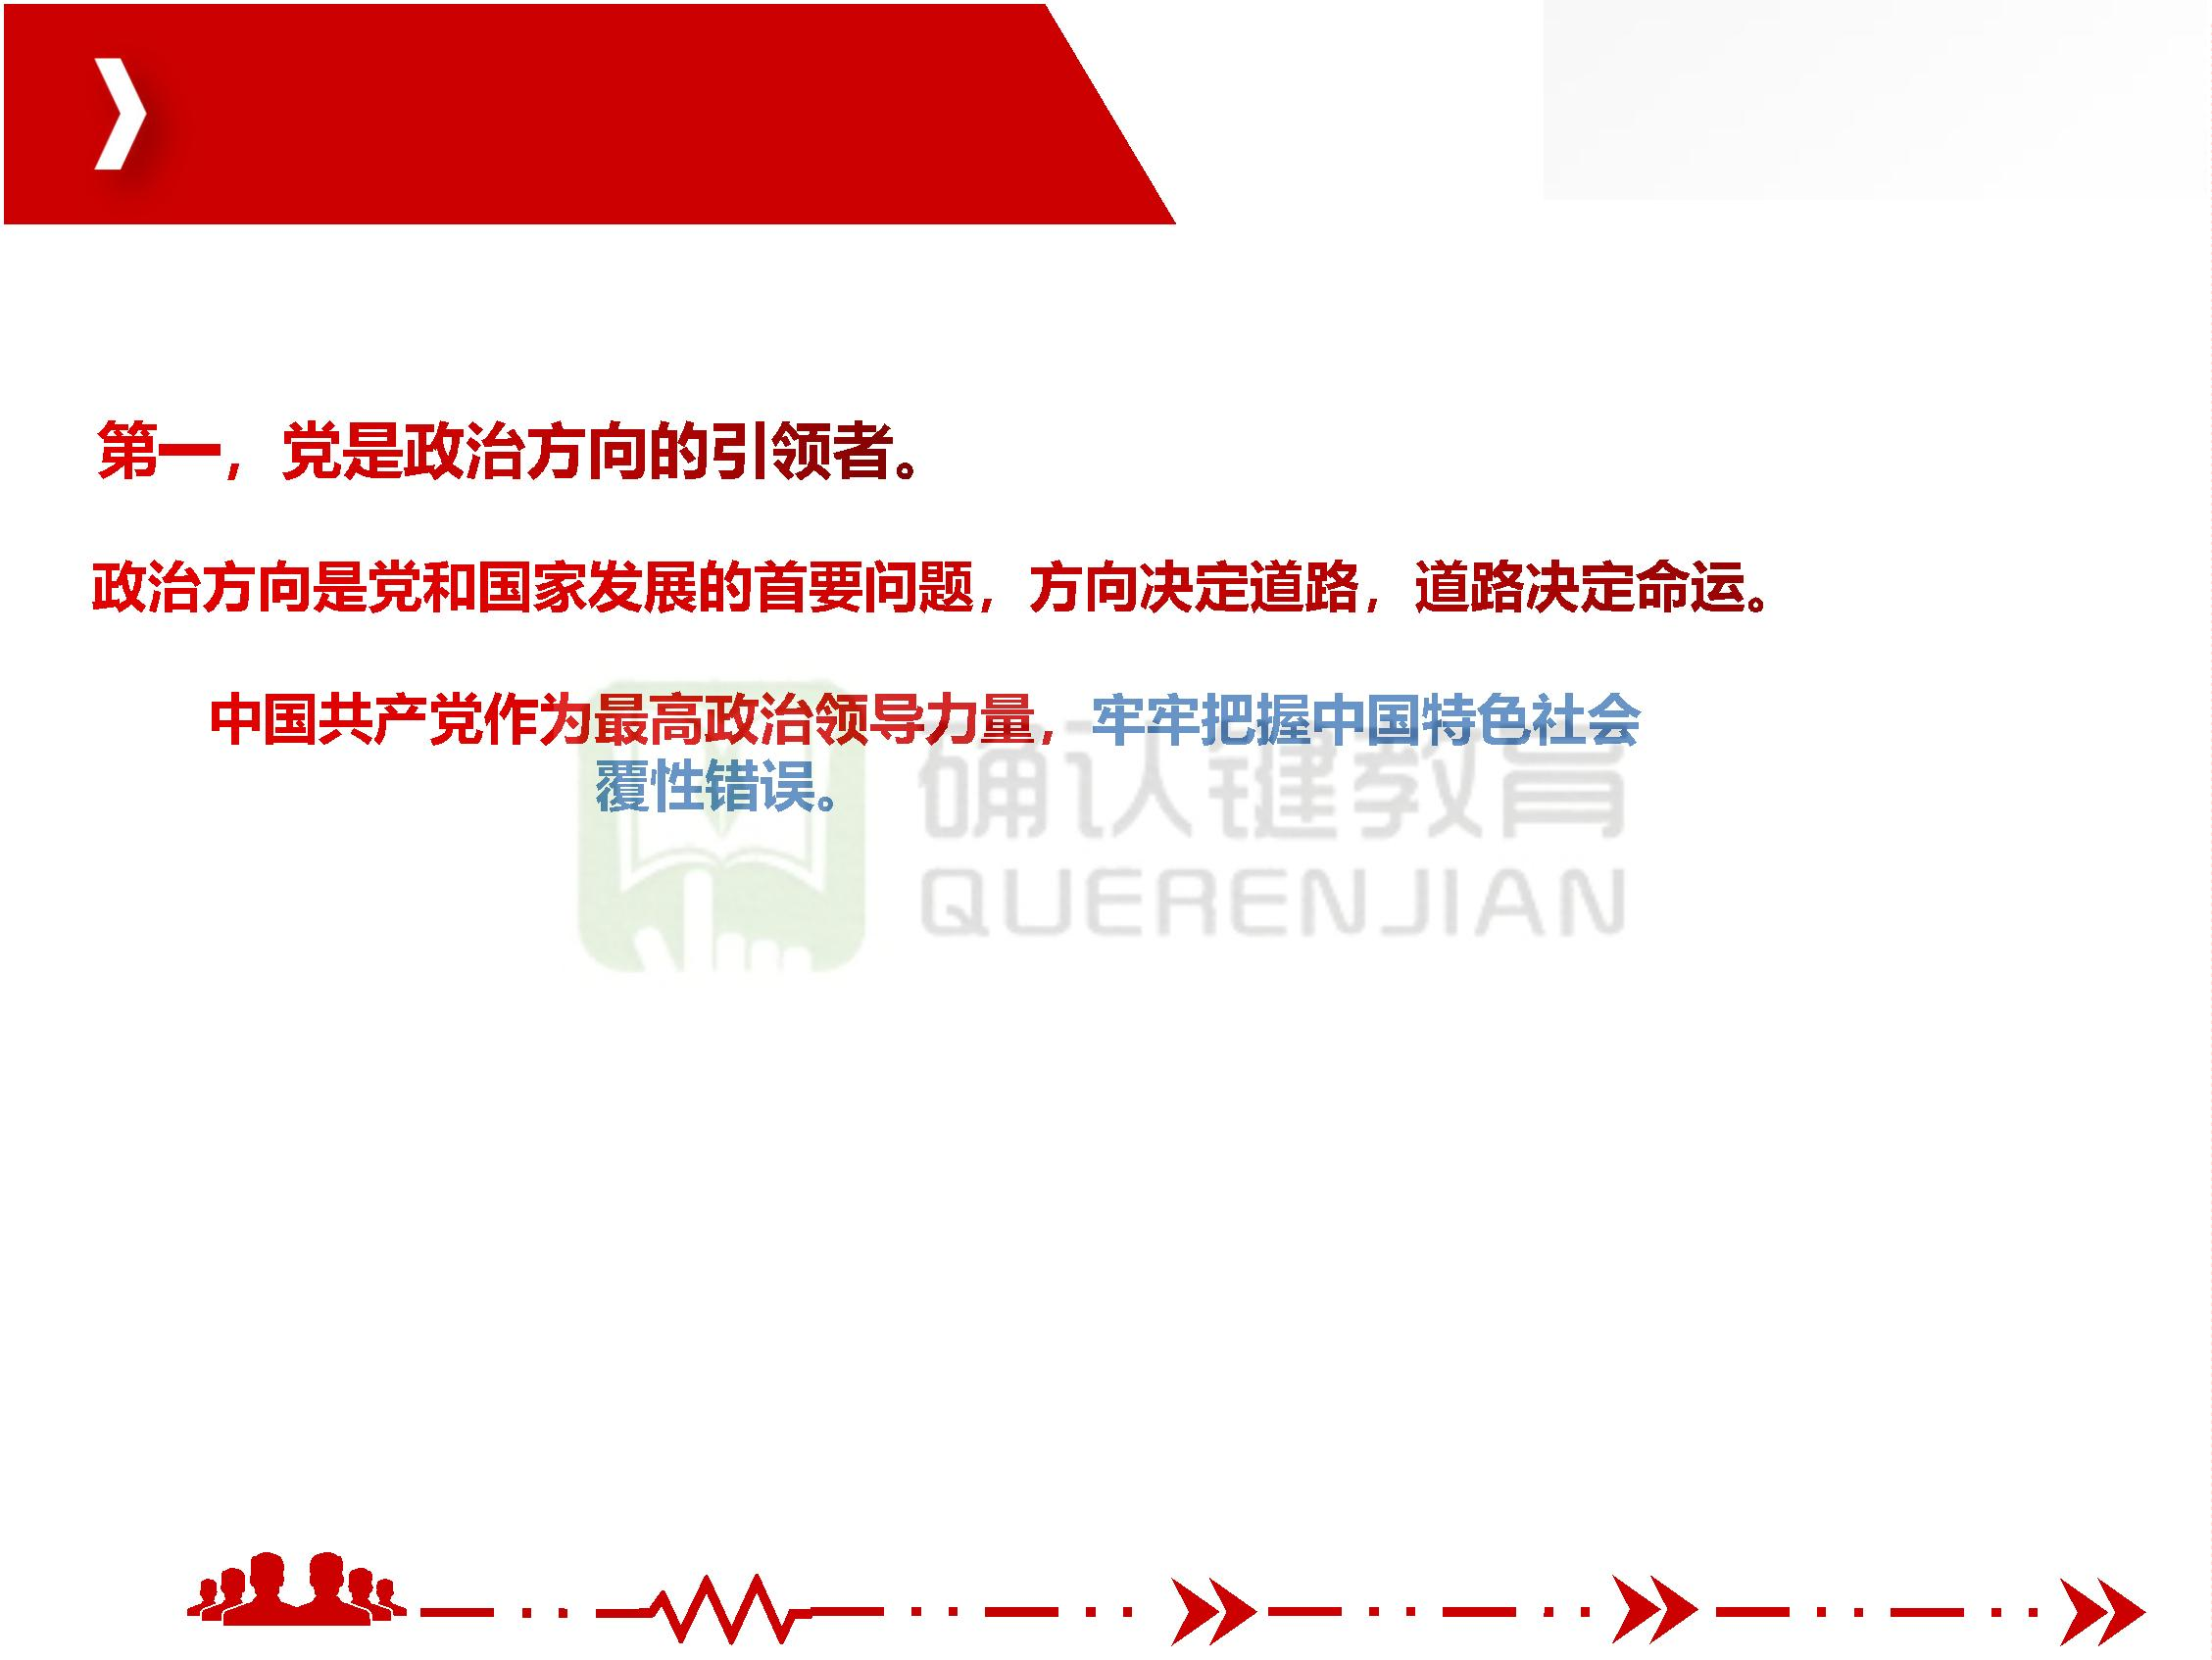 第一，党是政治方向的引领者。
政治方向是党和国家发展的首要问题，方向决定道路，道路决定命运。
中国共产党作为最高政治领导力量，牢牢把握中国特色社会
覆性错误。
确认键教育
QUERENJIAN